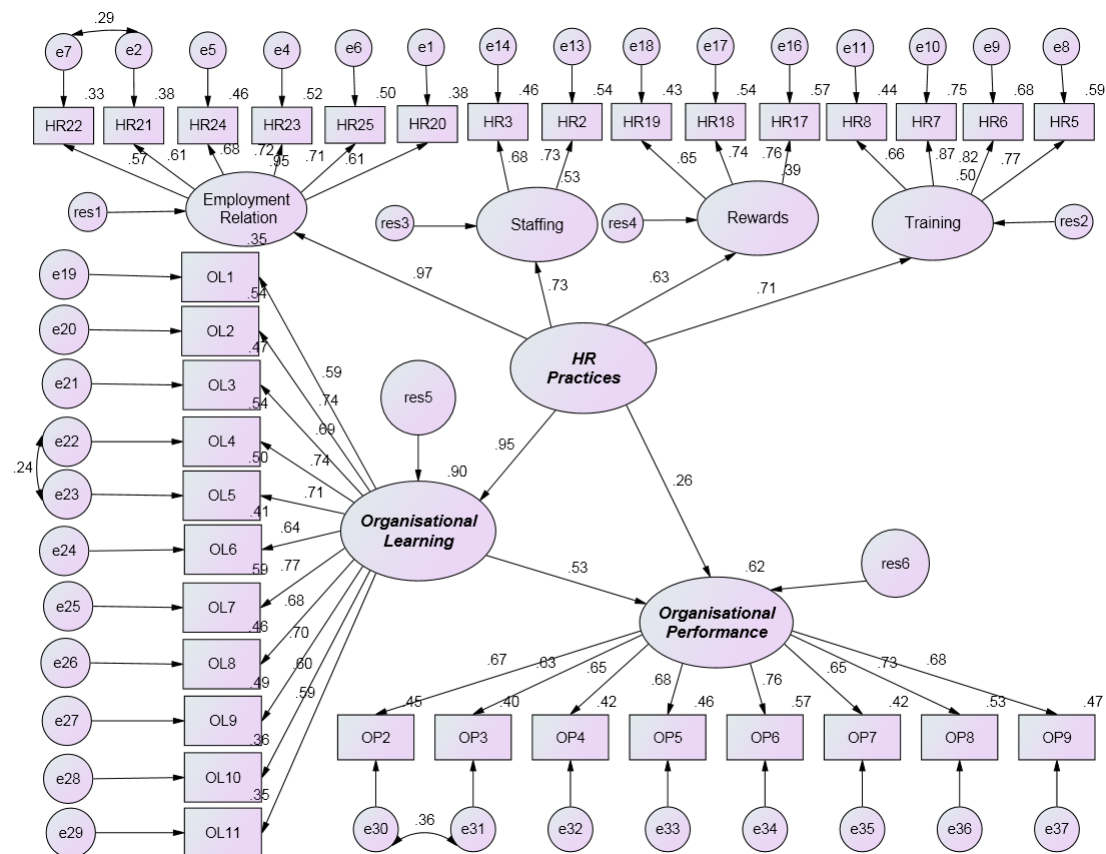 .29
e7 e2 e5 e4 e6 e1 e14 e13 e18 e17 e16 e11 e10 e9 e8
.33 .38 .46 .52 .50 .38 .46 .54 .43 .54 .57 .44 .75 .68 .59
HR22 HR21 HR24 HR23 HR25 HR20 HR3 HR2 HR19 HR18 HR17 HR8 HR7 HR6 HR5
.57 .61 .68 .72 .71 .61 .68 .73 .65 .74 .76 .66 .87 .82 .77
.95 .53 .39 .50
res1
Employment
Relation
res3
Staffing
res4
Rewards
Training
res2
.97 .73 .63 .71
HR
Practices
.35
e19 OL1
.54
e20 OL2
.47
e21 OL3
.54
e22 OL4
.50
.24
e23 OL5
.41
e24 OL6
.59
e25 OL7
.46
e26 OL8
.49
e27 OL9
.36
e28 OL10
.35
e29 OL11
.59
.74
.69
.74
.71
.64
.77
.68
.70
.60
.59
res5
.95
.90
Organisational
Learning
.26
.53
.62
res6
Organisational
Performance
.67 .63 .65 .68 .76 .65 .73 .68
.45 .40 .42 .46 .57 .42 .53 .47
OP2 OP3 OP4 OP5 OP6 OP7 OP8 OP9
e30 e31 e32 e33 e34 e35 e36 e37
.36